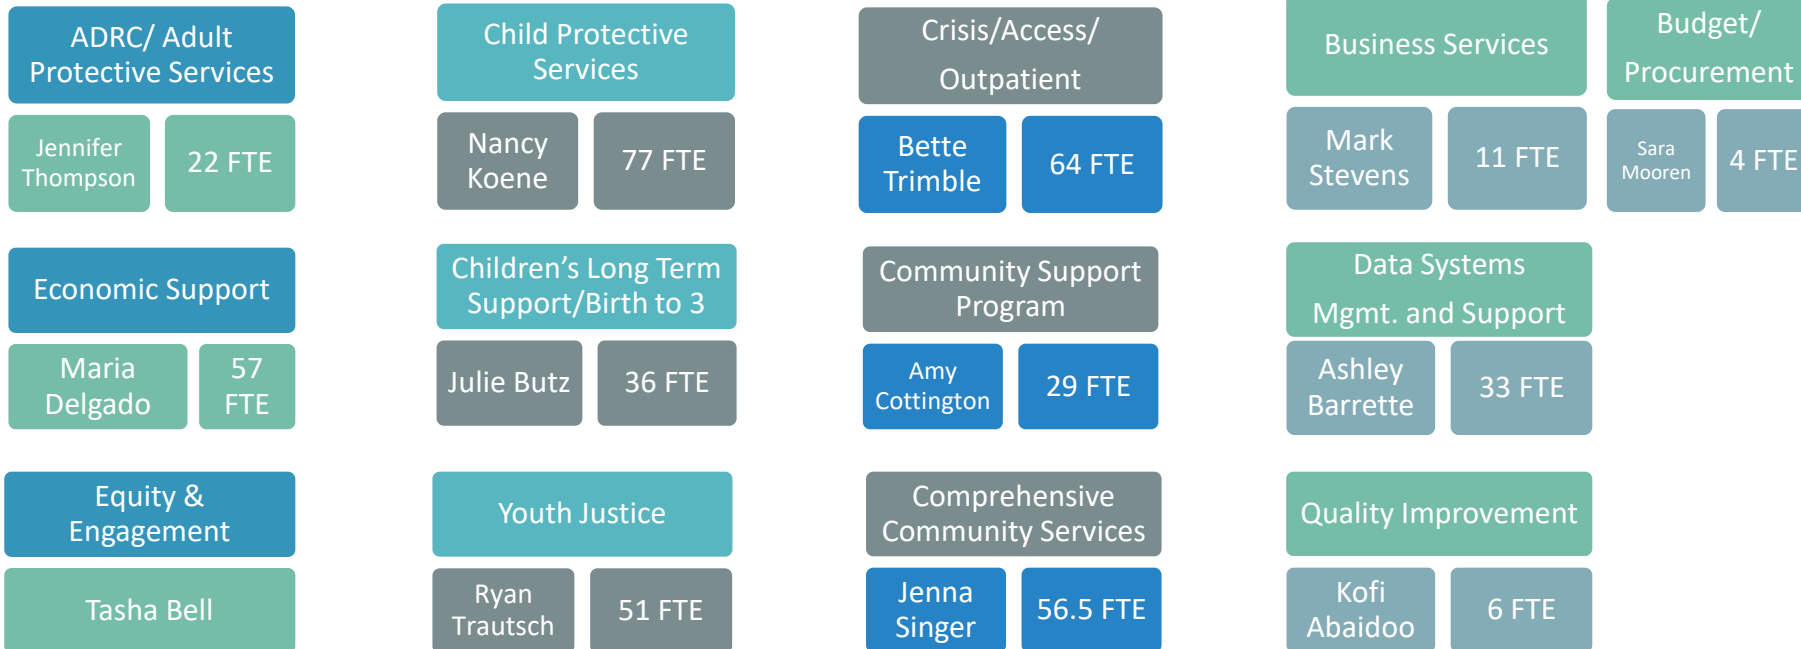 ADRC/ Adult
Protective Services
Jennifer
Thompson
22 FTE
Child Protective
Services
Nancy
Koene
77 FTE
Crisis/Access/
Outpatient
Bette
Trimble
64 FTE
Business Services
Mark
Stevens
11 FTE
Budget/
Procurement
Sara
Mooren
4 FTE
Economic Support
Maria
Delgado
57
FTE
Children’s Long Term
Support/Birth to 3
Julie Butz
36 FTE
Community Support
Program
Amy
Cottington
29 FTE
Data Systems
Mgmt. and Support
Ashley
Barrette
33 FTE
Equity &
Engagement
Tasha Bell
Youth Justice
Ryan
Trautsch
51 FTE
Comprehensive
Community Services
Jenna
Singer
56.5 FTE
Quality Improvement
Kofi
Abaidoo
6 FTE